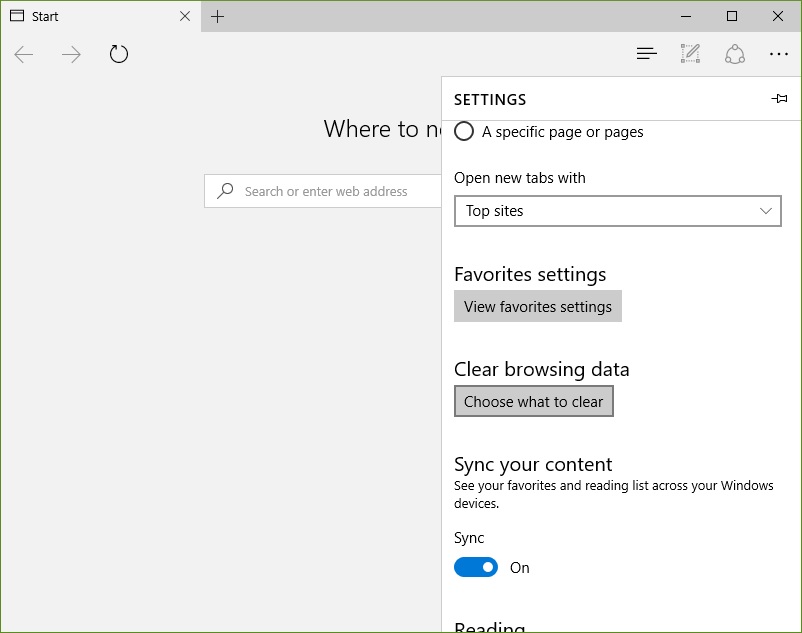 Start
SETTINGS
Where to ne
A specific page or pages
Search or enter web address
Open new tabs with
Top sites
Favorites settings
View favorites settings
Clear browsing data
Choose what to clear
Sync your content
See your favorites and reading list across your Windows
devices.
Sync
On
Reading